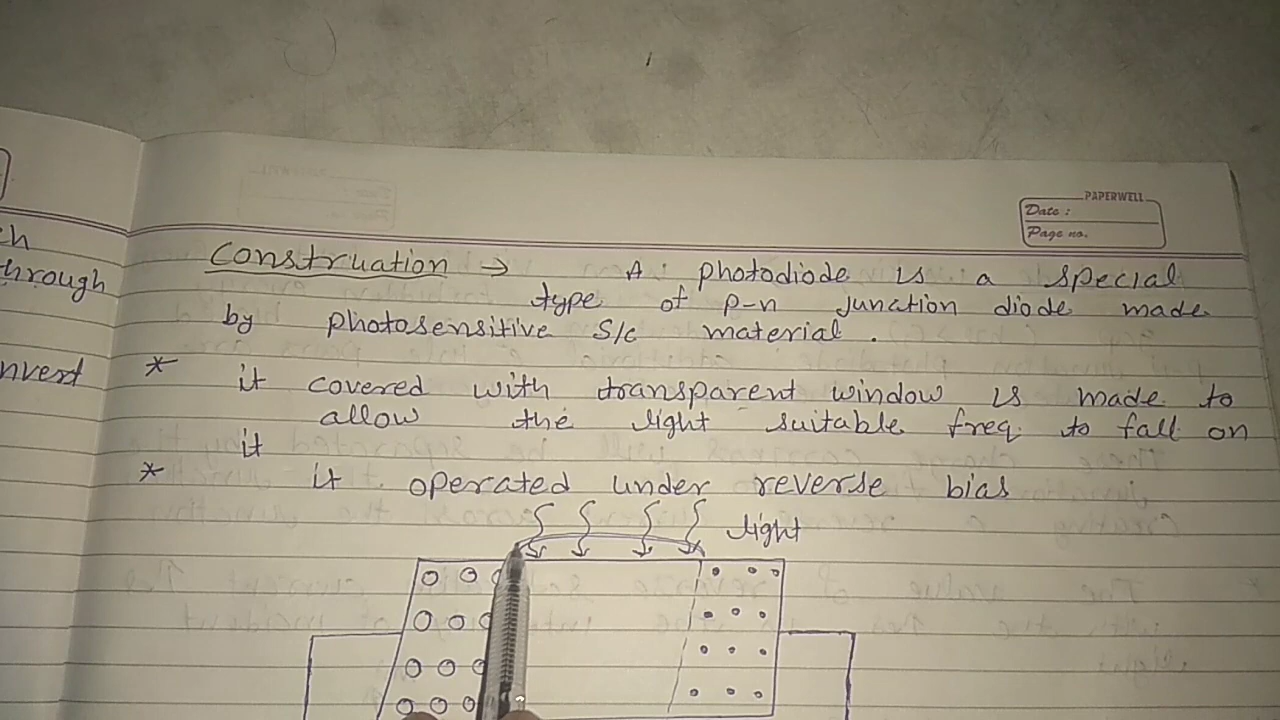 PAPERWELL
Date :
Page no.
ch
through
nvest
Construation → A photodiode is a special
type of p-n junction diode made
by photosensitive s/c material .
* it covered with transparent window is made to
allow the light suitable freq. to fall on
it
* it operated under reverse bias
light